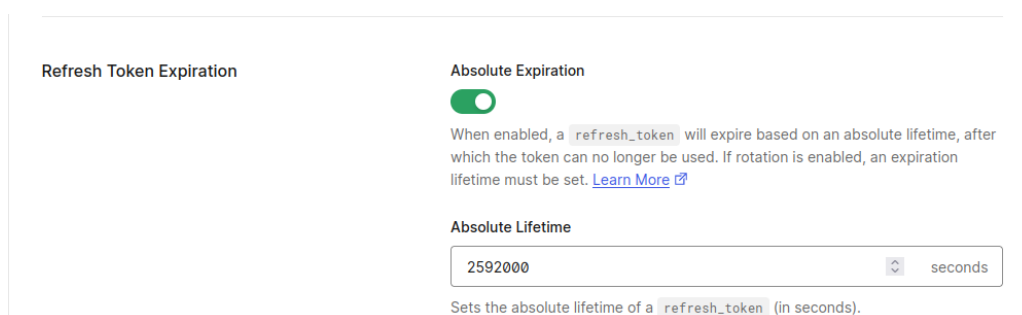 Refresh Token Expiration
Absolute Expiration
When enabled, a refresh_token will expire based on an absolute lifetime, after
which the token can no longer be used. If rotation is enabled, an expiration
lifetime must be set. Learn More
Absolute Lifetime
2592000 seconds
Sets the absolute lifetime of a refresh_token (in seconds).